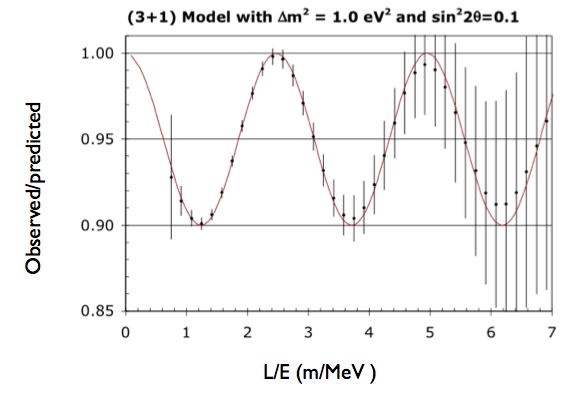 (3+1) Model with Δm² = 1.0 eV² and sin²2θ=0.1
1.00
0.95
0.90
0.85
Observed/predicted
0 1 2 3 4 5 6 7
L/E (m/MeV )